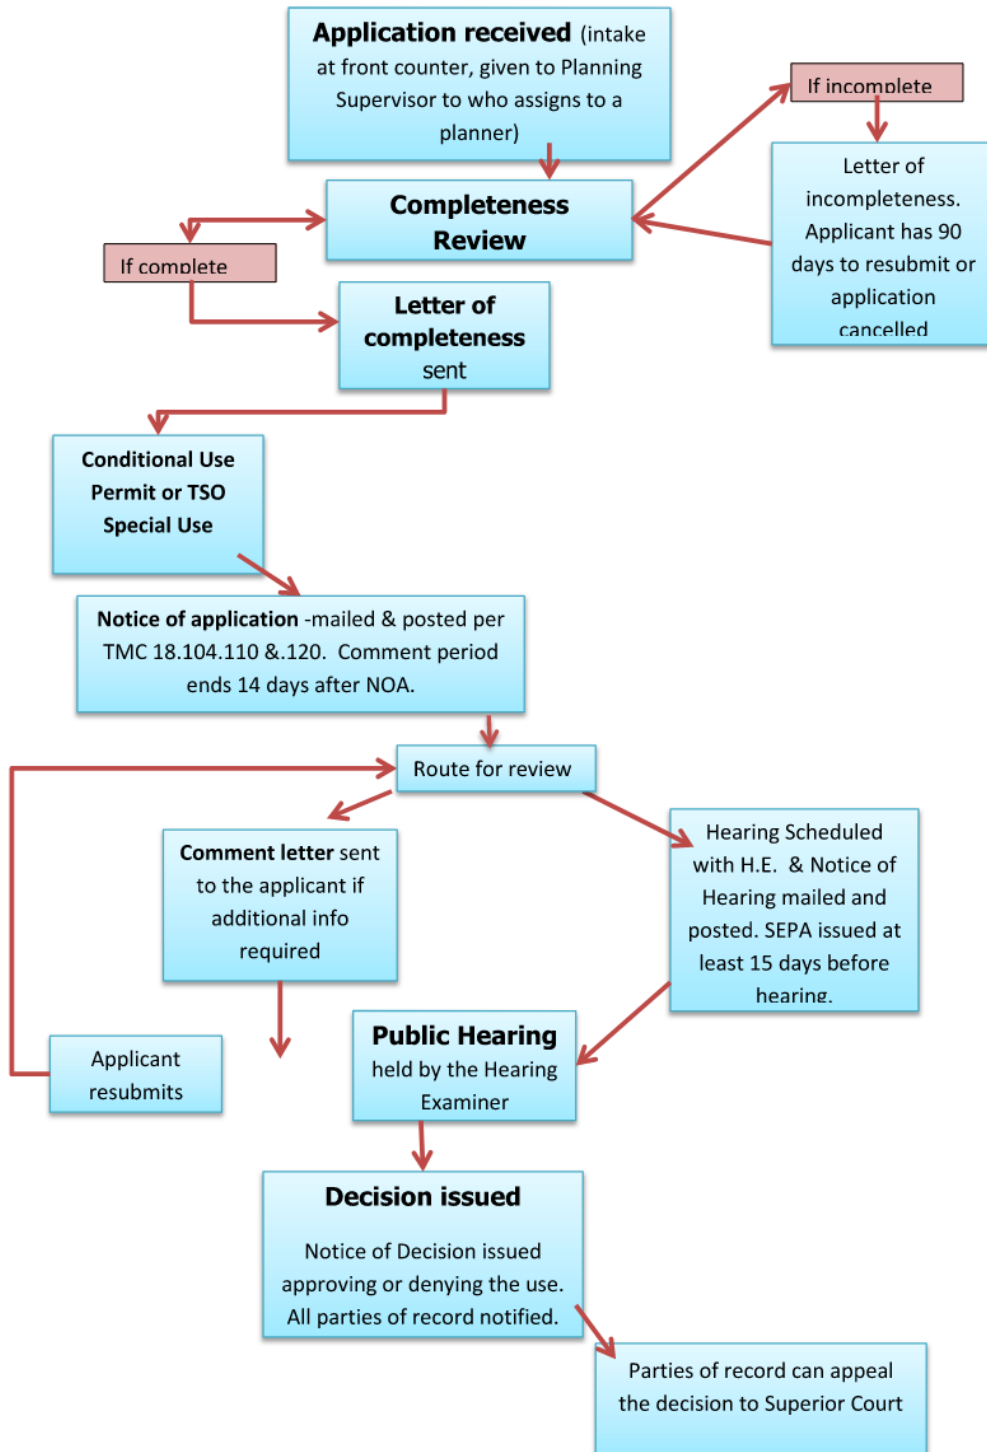 Application received (intake
at front counter, given to Planning
Supervisor to who assigns to a
planner)
If incomplete
Letter of
incompleteness.
Applicant has 90
days to resubmit or
application
cancelled
Completeness
Review
If complete
Letter of
completeness
sent
Conditional Use
Permit or TSO
Special Use
Notice of application -mailed & posted per
TMC 18.104.110 &.120. Comment period
ends 14 days after NOA.
Route for review
Comment letter sent
to the applicant if
additional info
required
Hearing Scheduled
with H.E. & Notice of
Hearing mailed and
posted. SEPA issued at
least 15 days before
hearing.
Applicant
resubmits
Public Hearing
held by the Hearing
Examiner
Decision issued
Notice of Decision issued
approving or denying the use.
All parties of record notified.
Parties of record can appeal
the decision to Superior Court